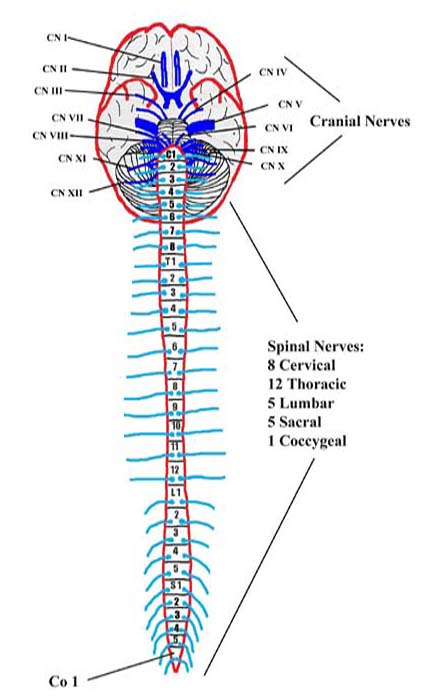 CN I
CN II
CN III
CN VII
CN VIII
CN XI
CN XII
CN IV
CN V
CN VI
CN IX
CN X
Cranial Nerves
C1
2
3
4
5
6
7
8
T1
2
3
4
5
6
7
8
9
10
11
12
L1
2
3
4
5
S1
2
3
4
5
Spinal Nerves:
8 Cervical
12 Thoracic
5 Lumbar
5 Sacral
1 Coccygeal
Co 1